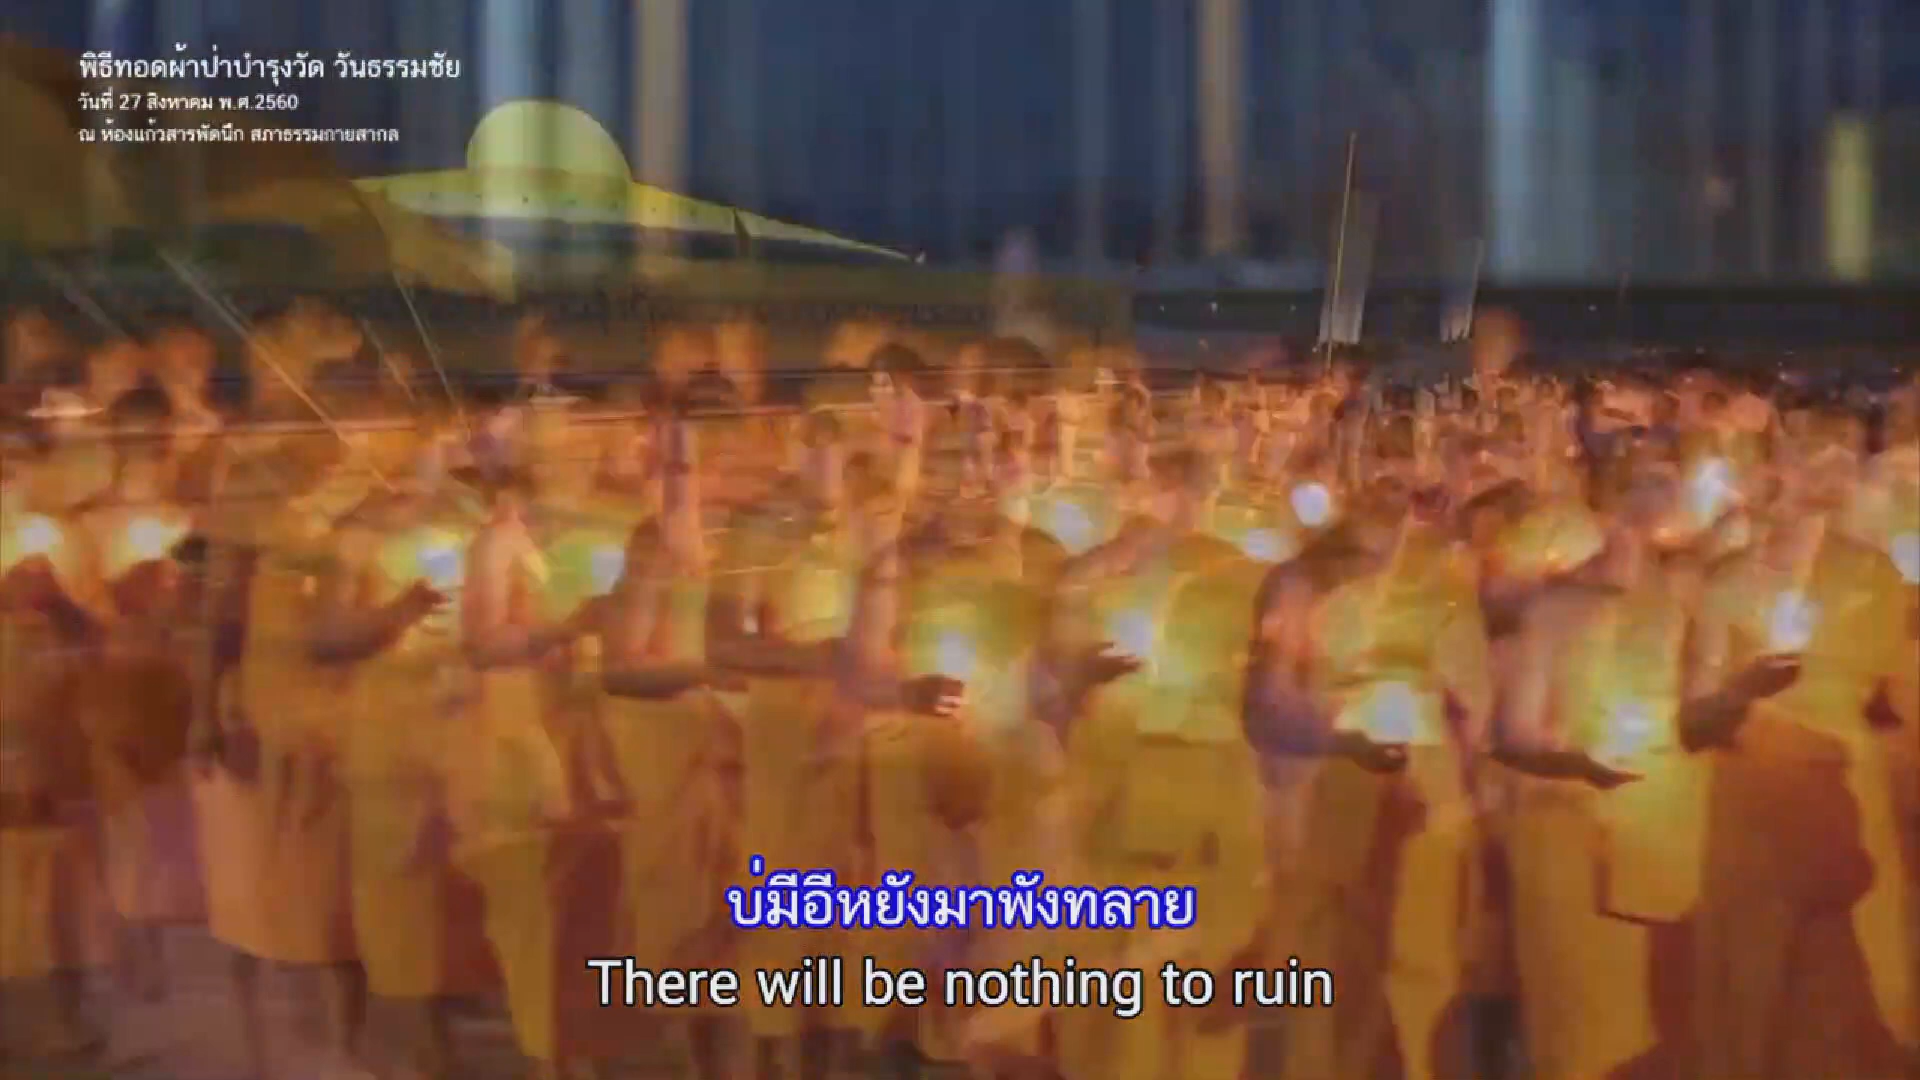 พิธีทอดผ้าป่าบำรุงวัด วันธรรมชัย
วันที่ 27 สิงหาคม พ.ศ.2560
ณ ห้องแก้วสารพัดนึก สภาธรรมกายสากล
บ่มีอีหยังมาพังทลาย
There will be nothing to ruin